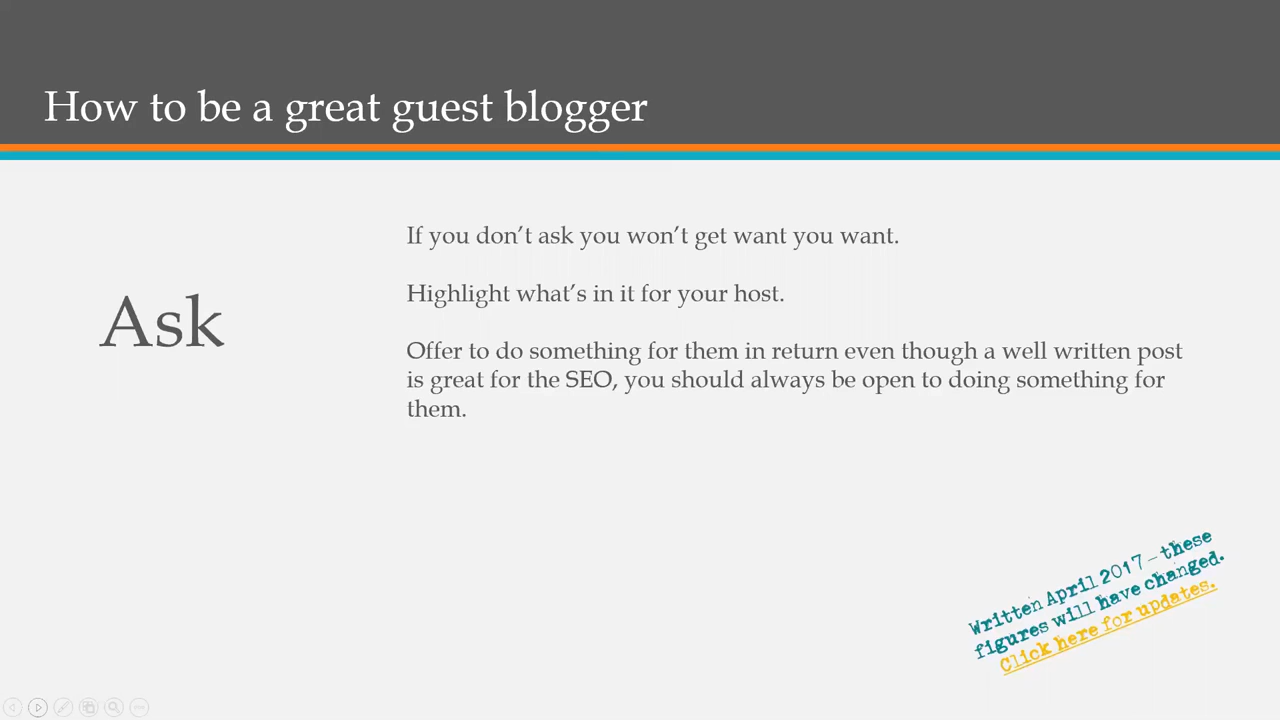 How to be a great guest blogger
Ask
If you don’t ask you won’t get want you want.
Highlight what’s in it for your host.
Offer to do something for them in return even though a well written post
is great for the SEO, you should always be open to doing something for
them.
Written April 2017 – these
figures will have changed.
Click here for updates.